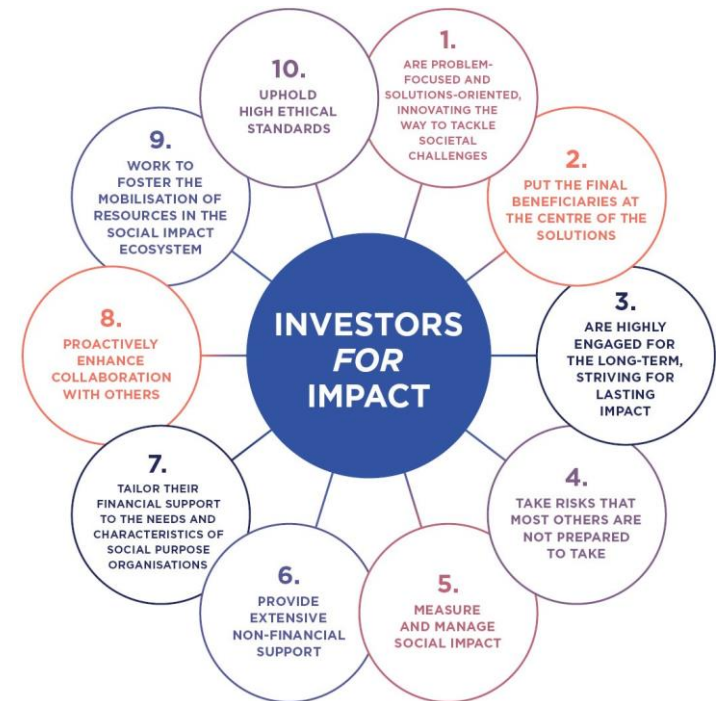 INVESTORS
FOR
IMPACT
1.
ARE PROBLEM-
FOCUSED AND
SOLUTIONS-ORIENTED,
INNOVATING THE
WAY TO TACKLE
SOCIETAL
CHALLENGES
2.
PUT THE FINAL
BENEFICIARIES AT
THE CENTRE OF THE
SOLUTIONS
3.
ARE HIGHLY
ENGAGED FOR
THE LONG-TERM,
STRIVING FOR
LASTING
IMPACT
4.
TAKE RISKS THAT
MOST OTHERS ARE
NOT PREPARED
TO TAKE
5.
MEASURE
AND MANAGE
SOCIAL IMPACT
6.
PROVIDE
EXTENSIVE
NON-FINANCIAL
SUPPORT
7.
TAILOR THEIR
FINANCIAL SUPPORT
TO THE NEEDS AND
CHARACTERISTICS OF
SOCIAL PURPOSE
ORGANISATIONS
8.
PROACTIVELY
ENHANCE
COLLABORATION
WITH OTHERS
9.
WORK TO
FOSTER THE
MOBILISATION OF
RESOURCES IN THE
SOCIAL IMPACT
ECOSYSTEM
10.
UPHOLD
HIGH ETHICAL
STANDARDS